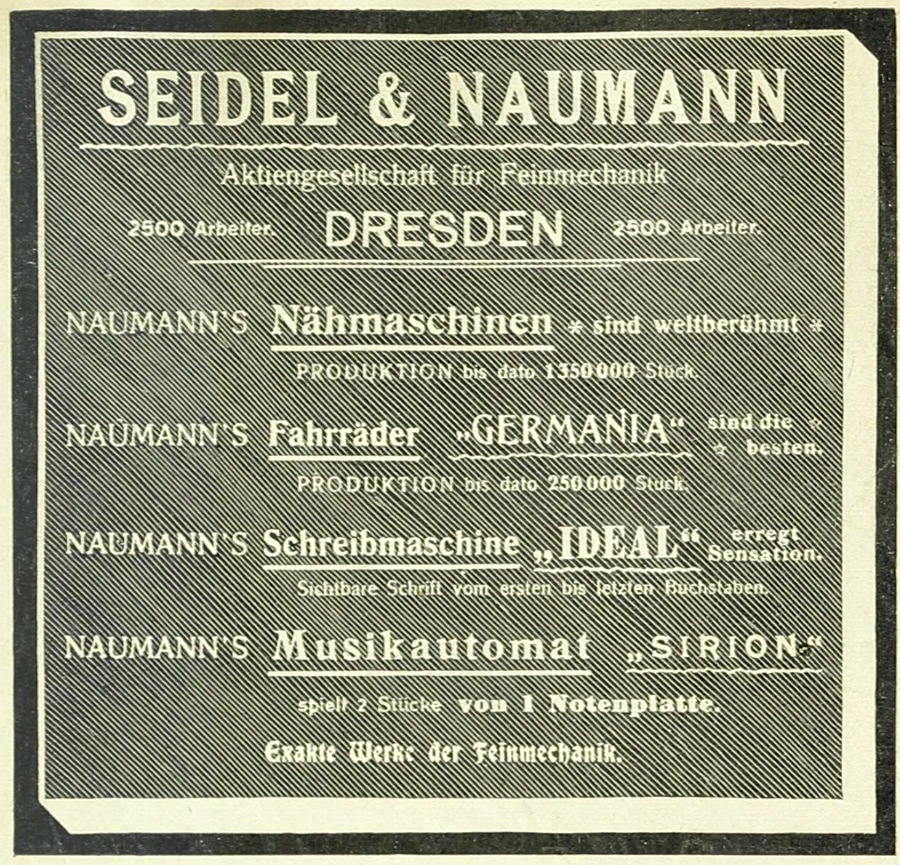 SEIDEL & NAUMANN
Aktiengesellschaft für Feinmechanik
2500 Arbeiter. DRESDEN 2500 Arbeiter.
NAUMANN'S Nähmaschinen * sind weltberühmt *
PRODUKTION bis dato 1350000 Stück.
NAUMANN'S Fahrräder „GERMANIA“ sind die ☆
☆ besten.
PRODUKTION bis dato 250000 Stück.
NAUMANN'S Schreibmaschine „IDEAL“ erregt
Sensation.
Sichtbare Schrift vom ersten bis letzten Buchstaben.
NAUMANN'S Musikautomat „SIRION“
spielt 2 Stücke von 1 Notenplatte.
Exakte Werke der Feinmechanik.